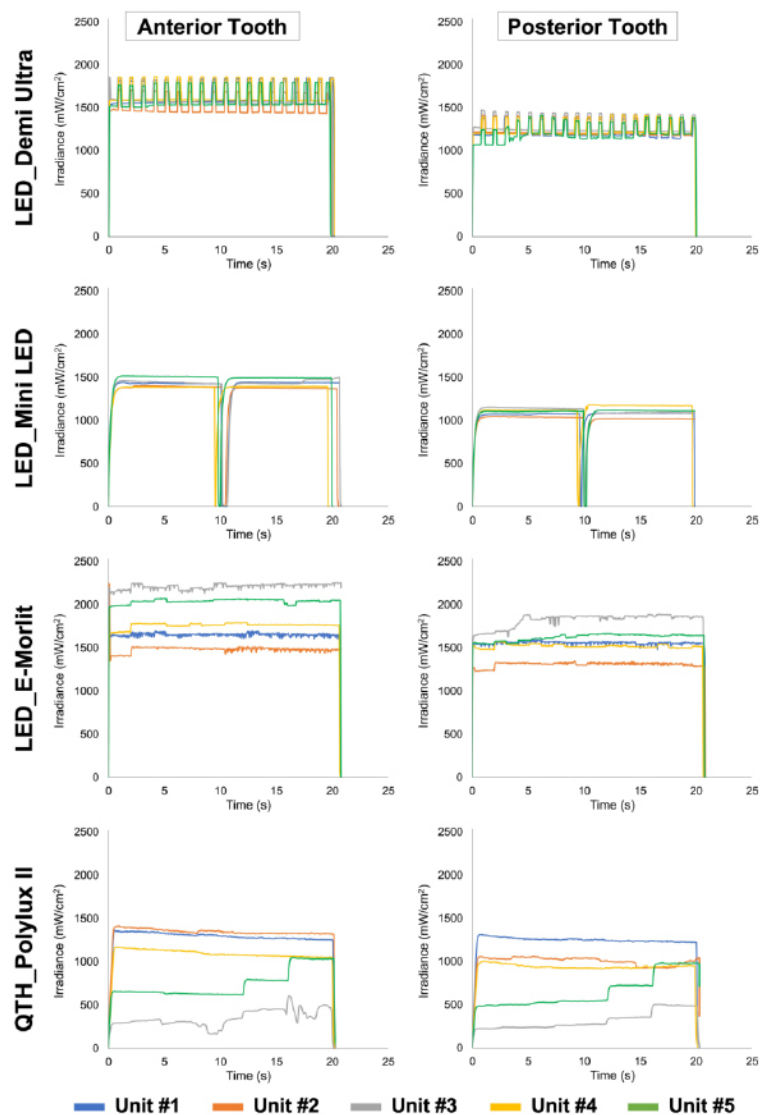 Anterior Tooth
Posterior Tooth
LED_Demi Ultra
Irradiance (mW/cm²)
2500
2000
1500
1000
500
0
0 5 10 15 20 25
Time (s)
Irradiance (mW/cm²)
2500
2000
1500
1000
500
0
0 5 10 15 20 25
Time (s)
LED_Mini LED
Irradiance (mW/cm²)
2500
2000
1500
1000
500
0
0 5 10 15 20 25
Time (s)
Irradiance (mW/cm²)
2500
2000
1500
1000
500
0
0 5 10 15 20 25
Time (s)
LED_E-Morlit
Irradiance (mW/cm²)
2500
2000
1500
1000
500
0
0 5 10 15 20 25
Time (s)
Irradiance (mW/cm²)
2500
2000
1500
1000
500
0
0 5 10 15 20 25
Time (s)
QTH_Polylux II
Irradiance (mW/cm²)
2500
2000
1500
1000
500
0
0 5 10 15 20 25
Time (s)
Irradiance (mW/cm²)
2500
2000
1500
1000
500
0
0 5 10 15 20 25
Time (s)
Unit #1 Unit #2 Unit #3 Unit #4 Unit #5